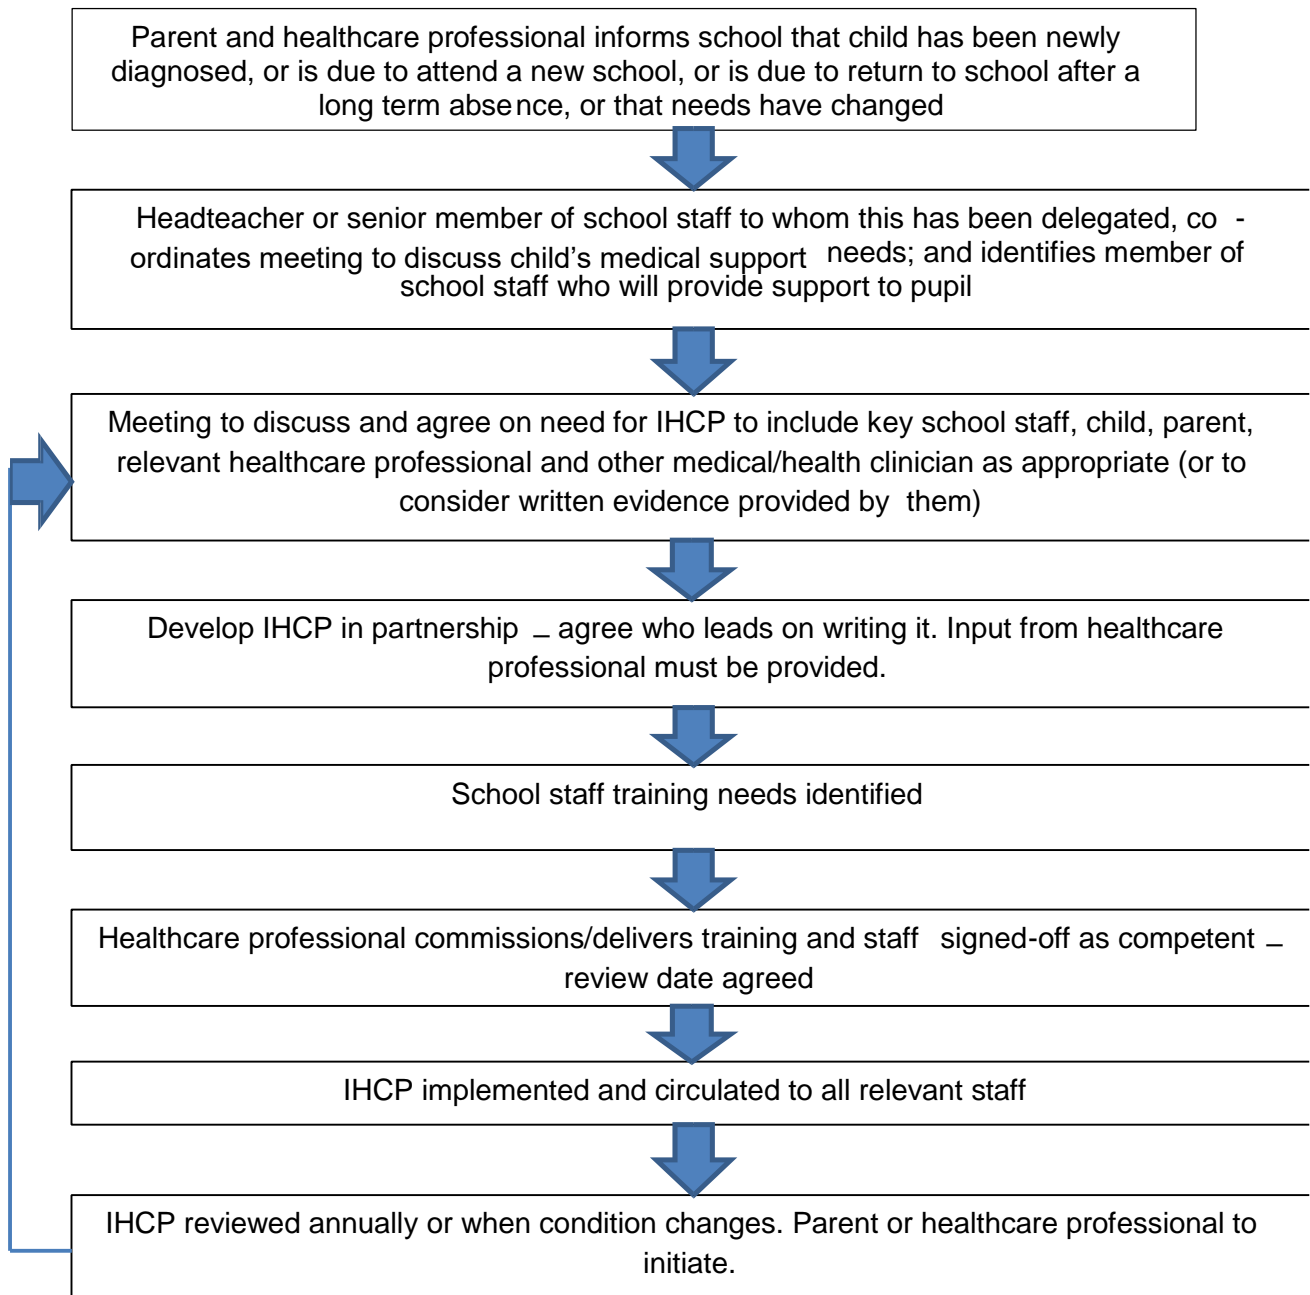 Parent and healthcare professional informs school that child has been newly
diagnosed, or is due to attend a new school, or is due to return to school after a
long term absence, or that needs have changed
Headteacher or senior member of school staff to whom this has been delegated, co -
ordinates meeting to discuss child’s medical support needs; and identifies member of
school staff who will provide support to pupil
Meeting to discuss and agree on need for IHCP to include key school staff, child, parent,
relevant healthcare professional and other medical/health clinician as appropriate (or to
consider written evidence provided by them)
Develop IHCP in partnership – agree who leads on writing it. Input from healthcare
professional must be provided.
School staff training needs identified
Healthcare professional commissions/delivers training and staff signed-off as competent –
review date agreed
IHCP implemented and circulated to all relevant staff
IHCP reviewed annually or when condition changes. Parent or healthcare professional to
initiate.